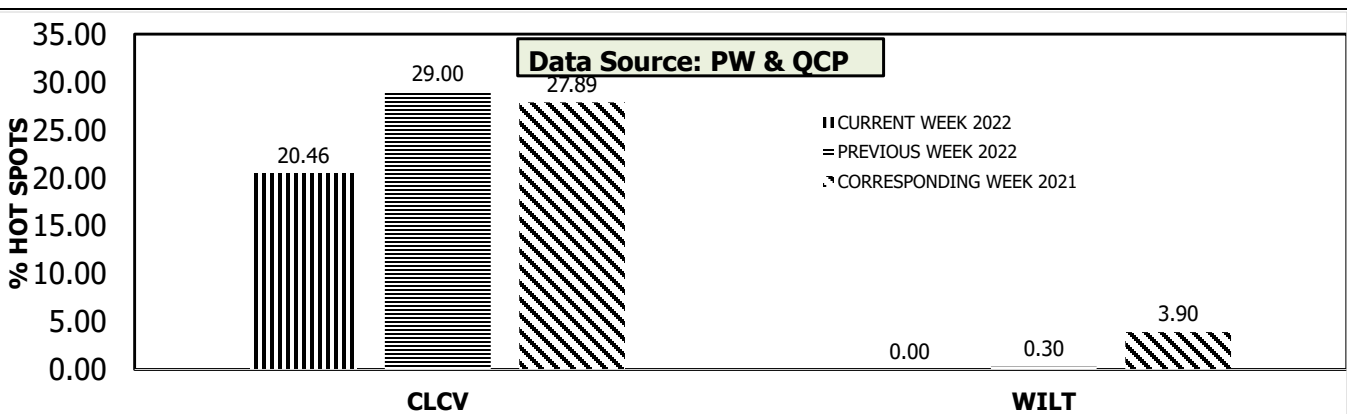 35.00
30.00
25.00
20.00
15.00
10.00
5.00
0.00
% HOT SPOTS
Data Source: PW & QCP
20.46
29.00
27.89
0.00
0.30
3.90
CURRENT WEEK 2022
PREVIOUS WEEK 2022
CORRESPONDING WEEK 2021
CLCV
WILT